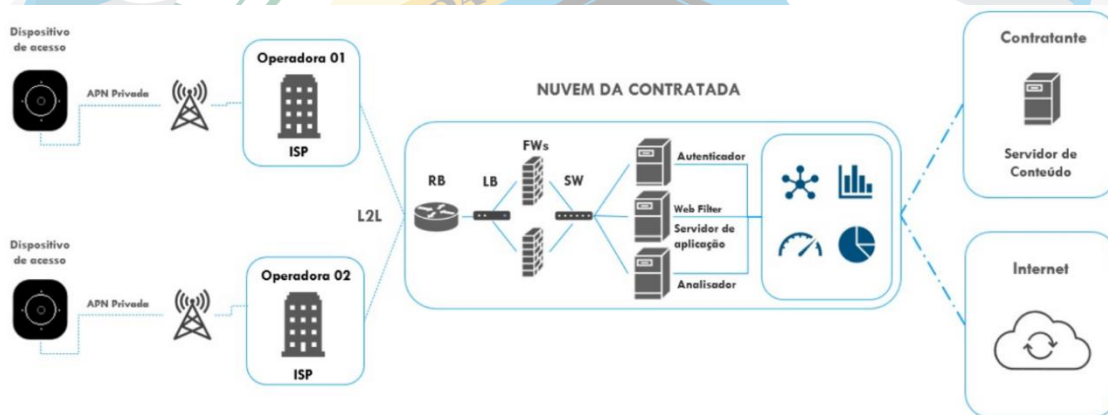 Dispositivo
de acesso
APN Privada
Operadora 01
ISP
Dispositivo
de acesso
APN Privada
Operadora 02
ISP
L2L
NUVEM DA CONTRATADA
RB
LB
FWs
SW
Autenticador
Web Filter
Servidor de
aplicação
Analisador
Contratante
Servidor de
Conteúdo
Internet